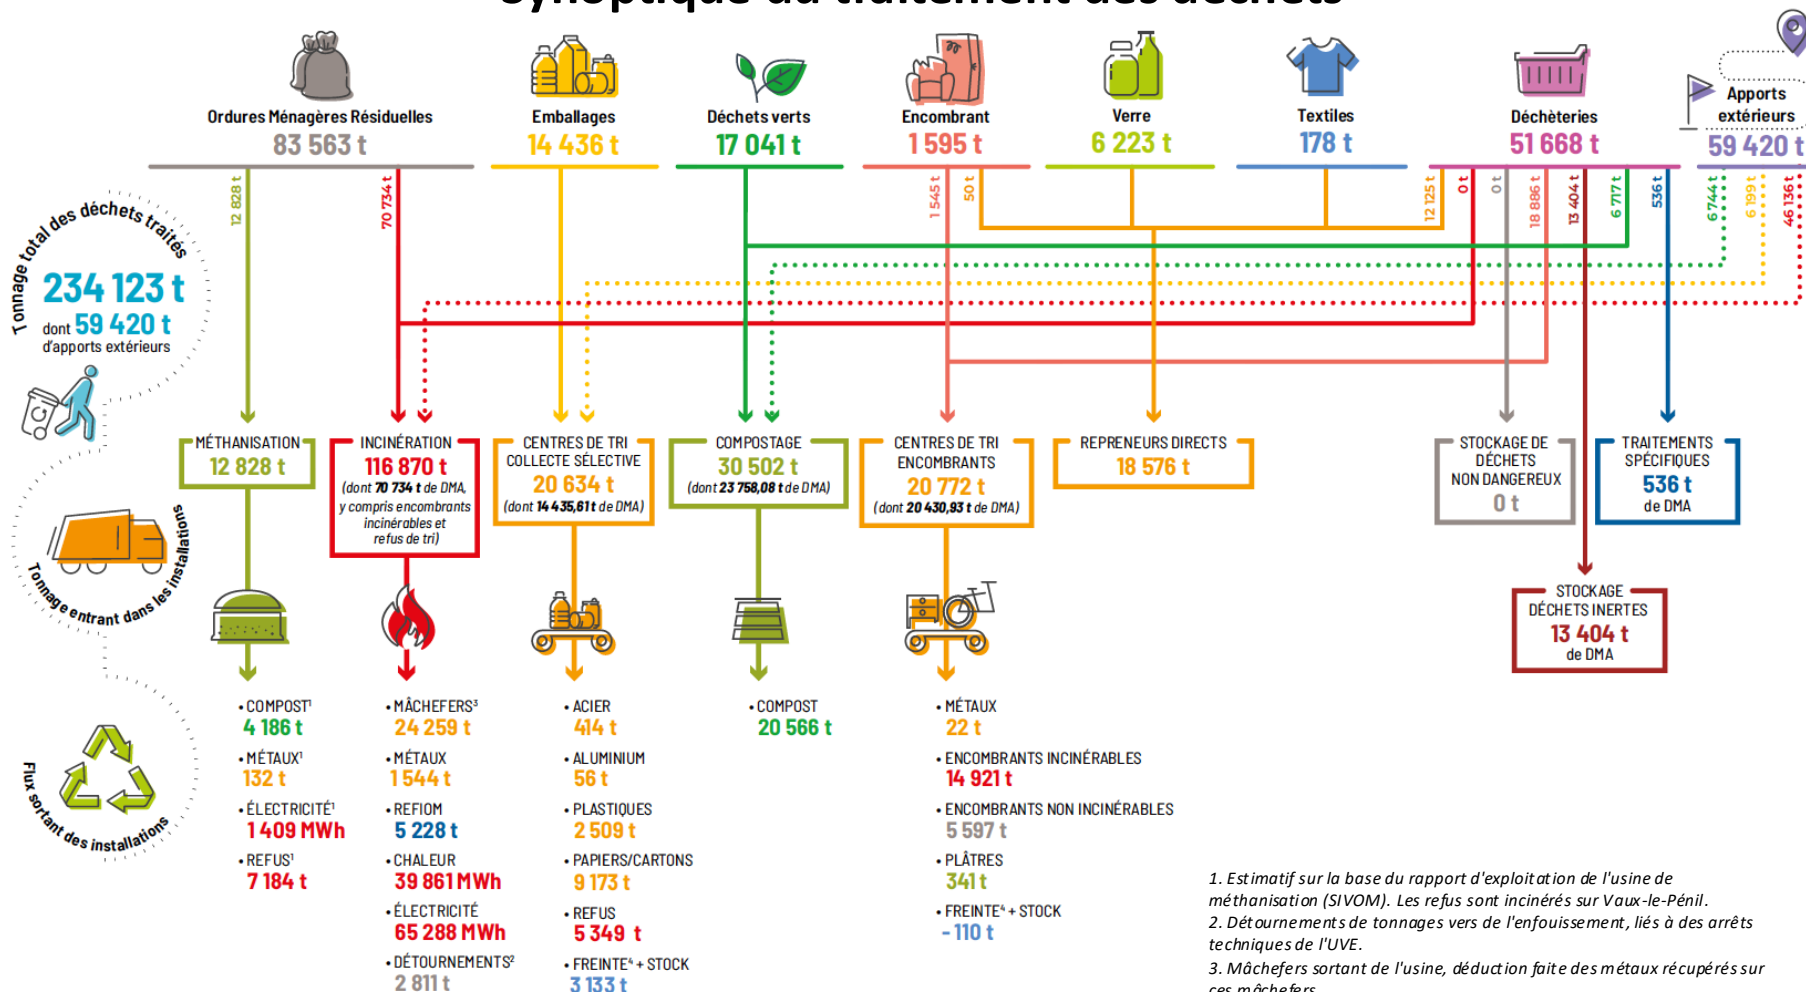 Synoptique du traitement des déchets
Ordures Ménagères Résiduelles
83 563 t
Emballages
14 436 t
Déchets verts
17 041 t
Encombrant
1 595 t
Verre
6 223 t
Textiles
178 t
Déchèteries
51 668 t
Apports
extérieurs
59 420 t
12 828 t
70 734 t
1 545 t
50 t
12 125 t
0 t
0 t
18 886 t
13 404 t
6 717 t
536 t
6 744 t
6 199 t
46 136 t
Tonnage total des déchets traités
234 123 t
dont 59 420 t
d'apports extérieurs
Tonnage entrant dans les installations
MÉTHANISATION
12 828 t
INCINÉRATION
116 870 t
(dont 70 734 t de DMA,
y compris encombrants
incinérables et
refus de tri)
CENTRES DE TRI
COLLECTE SÉLECTIVE
20 634 t
(dont 14 435,61 t de DMA)
COMPOSTAGE
30 502 t
(dont 23 758,08 t de DMA)
CENTRES DE TRI
ENCOMBRANTS
20 772 t
(dont 20 430,93 t de DMA)
REPRENEURS DIRECTS
18 576 t
STOCKAGE DE
DÉCHETS
NON DANGEREUX
0 t
TRAITEMENTS
SPÉCIFIQUES
536 t
de DMA
STOCKAGE
DÉCHETS INERTES
13 404 t
de DMA
Flux sortant des installations
• COMPOST¹
4 186 t
• MÉTAUX¹
132 t
• ÉLECTRICITÉ¹
1 409 MWh
• REFUS¹
7 184 t
• MÂCHEFERS³
24 259 t
• MÉTAUX
1 544 t
• REFIOM
5 228 t
• CHALEUR
39 861 MWh
• ÉLECTRICITÉ
65 288 MWh
• DÉTOURNEMENTS²
2 811 t
• ACIER
414 t
• ALUMINIUM
56 t
• PLASTIQUES
2 509 t
• PAPIERS/CARTONS
9 173 t
• REFUS
5 349 t
• FREINTE⁴ + STOCK
3 133 t
• COMPOST
20 566 t
• MÉTAUX
22 t
• ENCOMBRANTS INCINÉRABLES
14 921 t
• ENCOMBRANTS NON INCINÉRABLES
5 597 t
• PLÂTRES
341 t
• FREINTE⁴ + STOCK
- 110 t
1. Estimatif sur la base du rapport d'exploitation de l'usine de
méthanisation (SIVOM). Les refus sont incinérés sur Vaux-le-Pénil.
2. Détournements de tonnages vers de l'enfouissement, liés à des arrêts
techniques de l'UVE.
3. Mâchefers sortant de l'usine, déduction faite des métaux récupérés sur
ces mâchefers